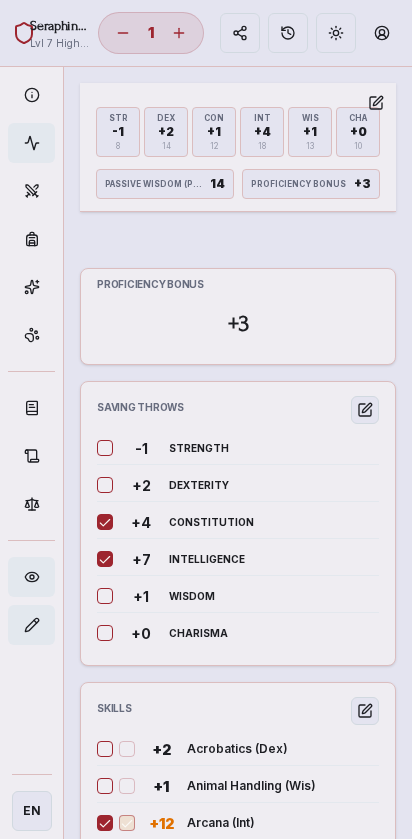 Seraphin...
Lvl 7 High...
1
STR
-1
8
DEX
+2
14
CON
+1
12
INT
+4
18
WIS
+1
13
CHA
+0
10
PASSIVE WISDOM (P... 14
PROFICIENCY BONUS +3
PROFICIENCY BONUS
+3
SAVING THROWS
-1 STRENGTH
+2 DEXTERITY
+4 CONSTITUTION
+7 INTELLIGENCE
+1 WISDOM
+0 CHARISMA
SKILLS
+2 Acrobatics (Dex)
+1 Animal Handling (Wis)
+12 Arcana (Int)
EN